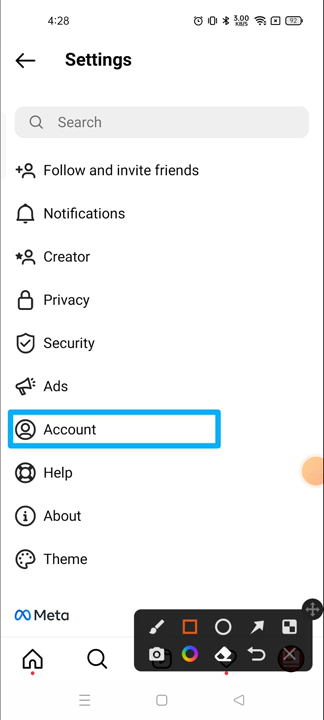 4:28
3.00
KB/S
92
Settings
Search
Follow and invite friends
Notifications
Creator
Privacy
Security
Ads
Account
Help
About
Theme
Meta